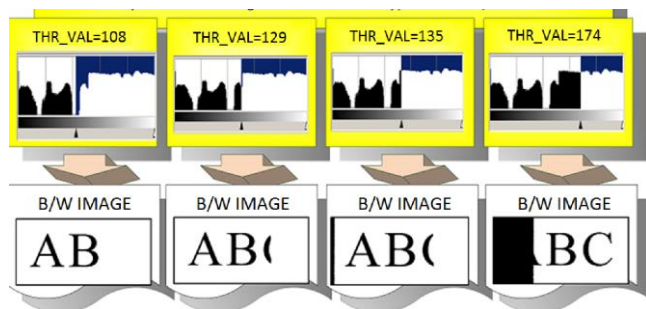 THR_VAL=108
THR_VAL=129
THR_VAL=135
THR_VAL=174
B/W IMAGE
B/W IMAGE
B/W IMAGE
B/W IMAGE
AB
AB(
AB(
BC